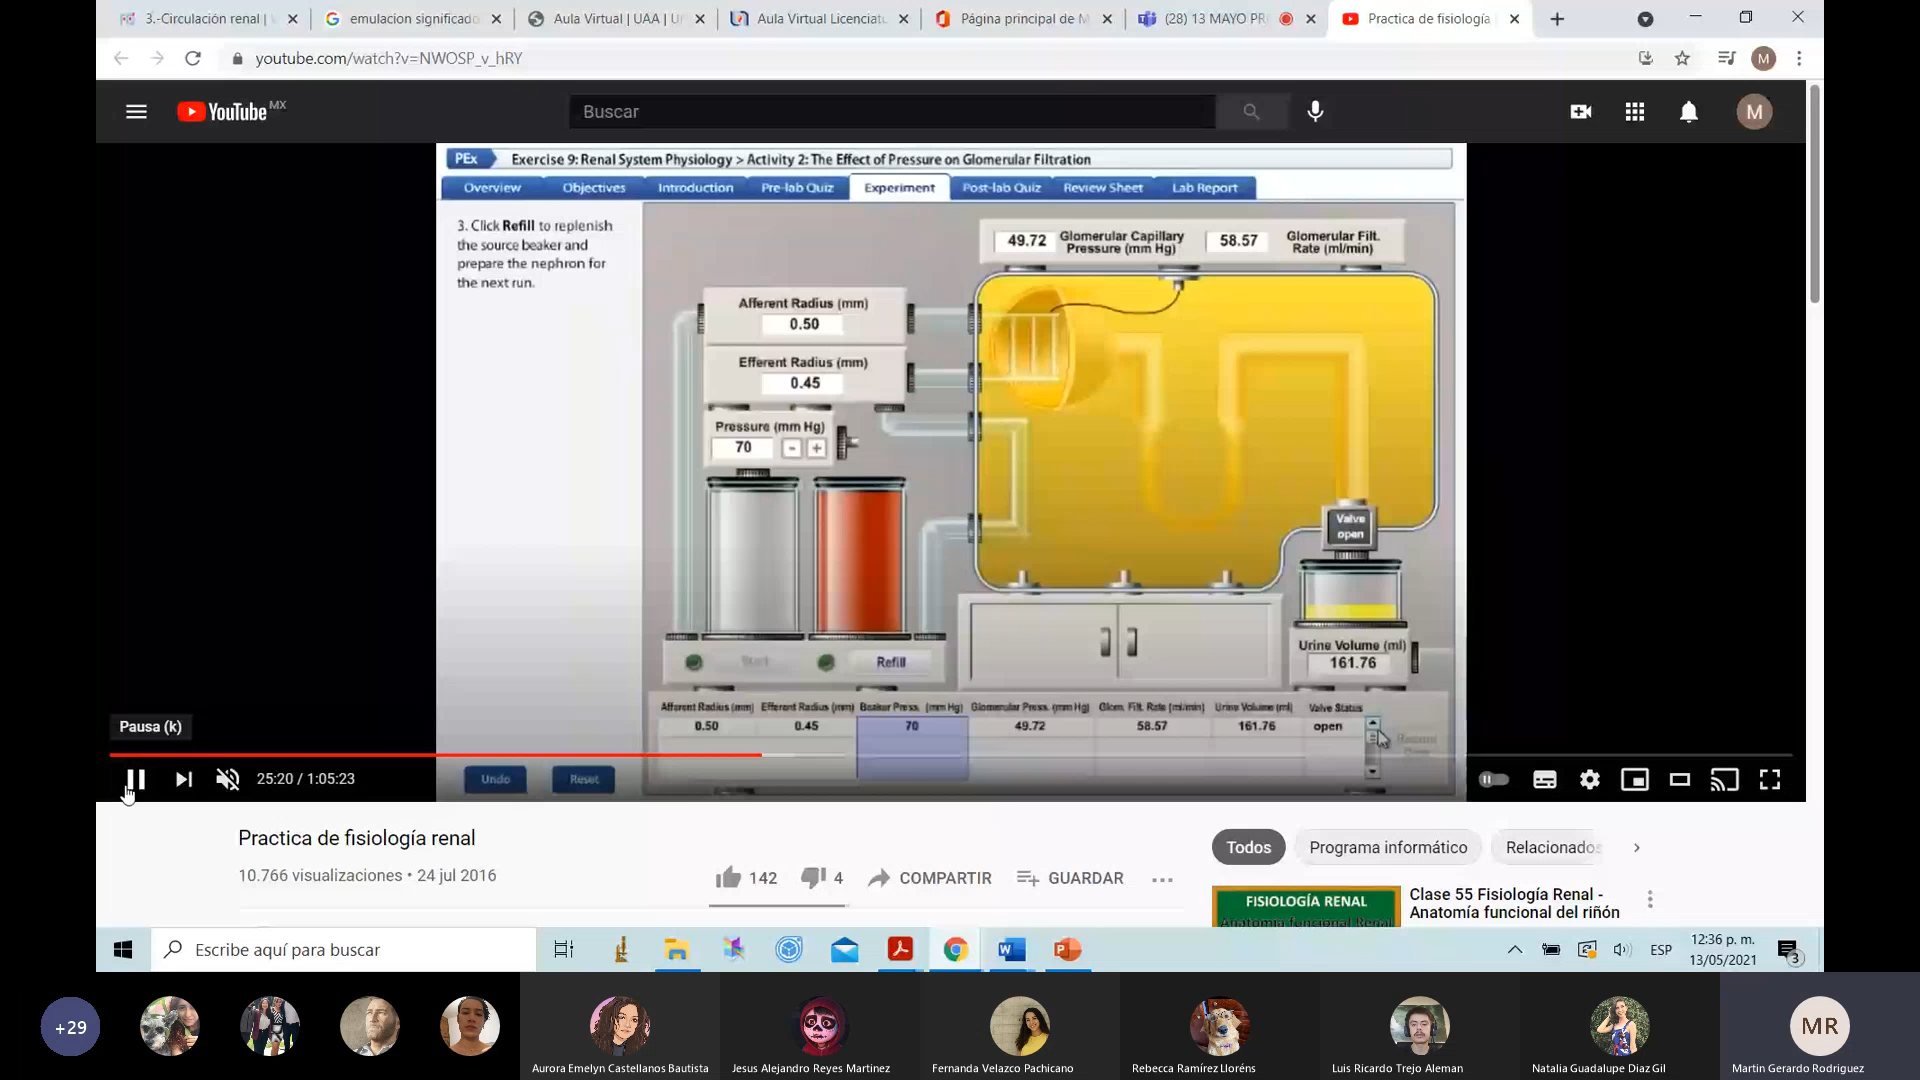 3.-Circulación renal |
emulacion significado
Aula Virtual | UAA | U
Aula Virtual Licenciatu
Página principal de M
(28) 13 MAYO PR
Practica de fisiología
youtube.com/watch?v=NWOSP_v_hRY
M
YouTube MX
Buscar
M
PEx Exercise 9: Renal System Physiology > Activity 2: The Effect of Pressure on Glomerular Filtration
Overview Objectives Introduction Pre-lab Quiz Experiment Post-lab Quiz Review Sheet Lab Report
3. Click Refill to replenish
the source beaker and
prepare the nephron for
the next run.
49.72 Glomerular Capillary
Pressure (mm Hg)
58.57 Glomerular Filt.
Rate (ml/min)
Afferent Radius (mm)
0.50
Efferent Radius (mm)
0.45
Pressure (mm Hg)
70 - +
Valve
open
Urine Volume (ml)
161.76
Start Refill
Afferent Radius (mm) Efferent Radius (mm) Beaker Press. (mm Hg) Glomerular Press. (mm Hg) Glom. Filt. Rate (ml/min) Urine Volume (ml) Valve Status
0.50 0.45 70 49.72 58.57 161.76 open
Record
Data
Undo Reset
Pausa (k)
25:20 / 1:05:23
Practica de fisiología renal
10.766 visualizaciones • 24 jul 2016
142 4 COMPARTIR GUARDAR
Todos Programa informático Relacionados
FISIOLOGÍA RENAL
Anatomía funcional Renal
Clase 55 Fisiología Renal -
Anatomía funcional del riñón
Escribe aquí para buscar
ESP
12:36 p. m.
13/05/2021
3
+29
Aurora Emelyn Castellanos Bautista
Jesus Alejandro Reyes Martinez
Fernanda Velazco Pachicano
Rebecca Ramírez Lloréns
Luis Ricardo Trejo Aleman
Natalia Guadalupe Diaz Gil
MR
Martin Gerardo Rodriguez